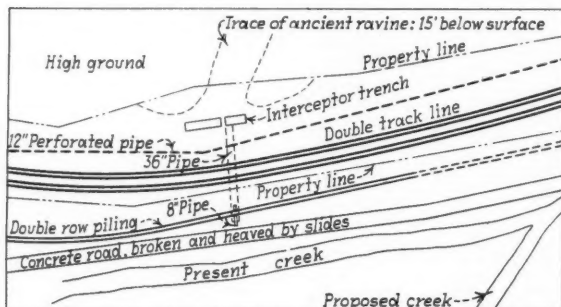 Trace of ancient ravine: 15' below surface
High ground
Property line
Interceptor trench
12" Perforated pipe
Double track line
36" Pipe
Property line
8" Pipe
Double row piling
Concrete road, broken and heaved by slides
Present creek
Proposed creek